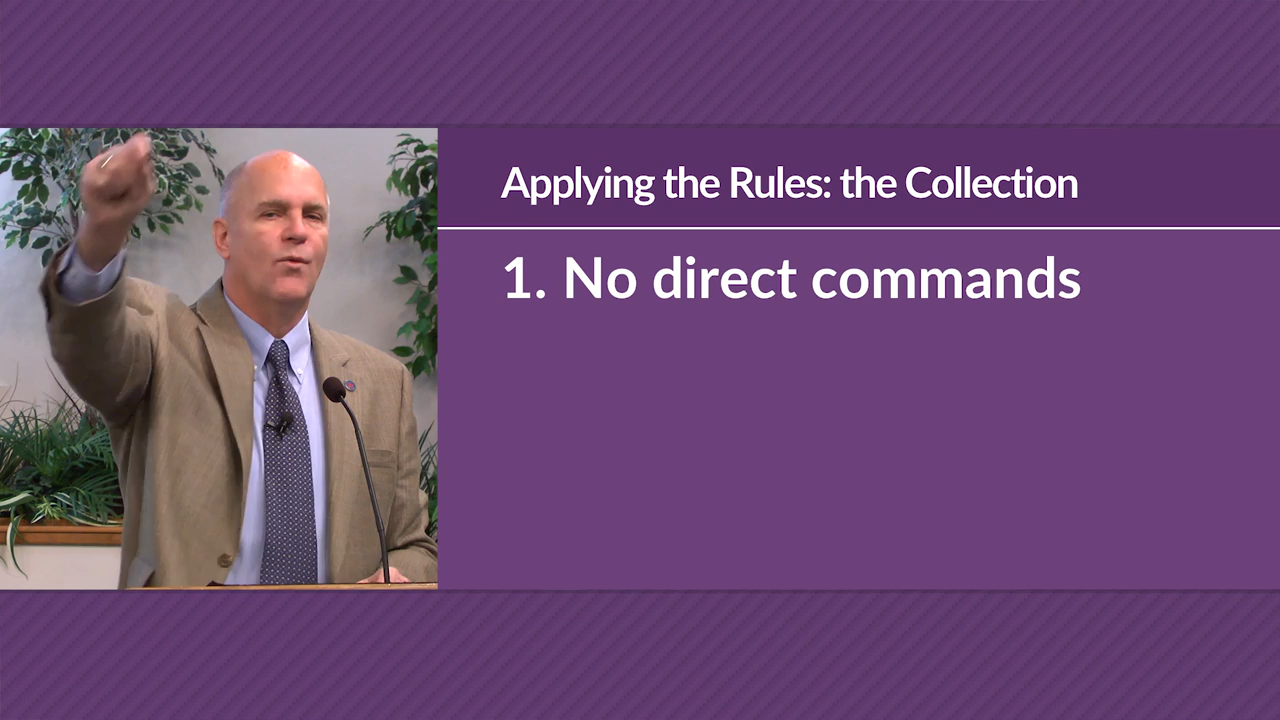 Applying the Rules: the Collection
1. No direct commands